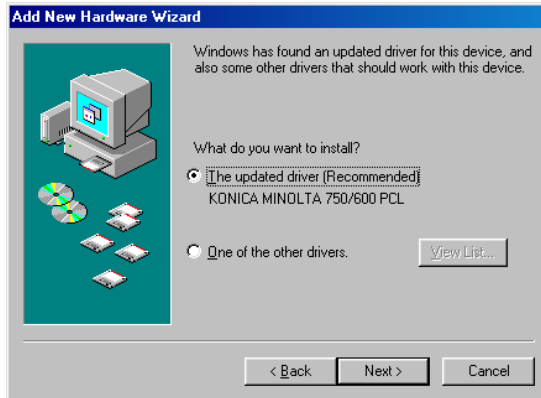 Add New Hardware Wizard
Windows has found an updated driver for this device, and
also some other drivers that should work with this device.
What do you want to install?
The updated driver (Recommended)
KONICA MINOLTA 750/600 PCL
One of the other drivers.
View List...
< Back
Next >
Cancel